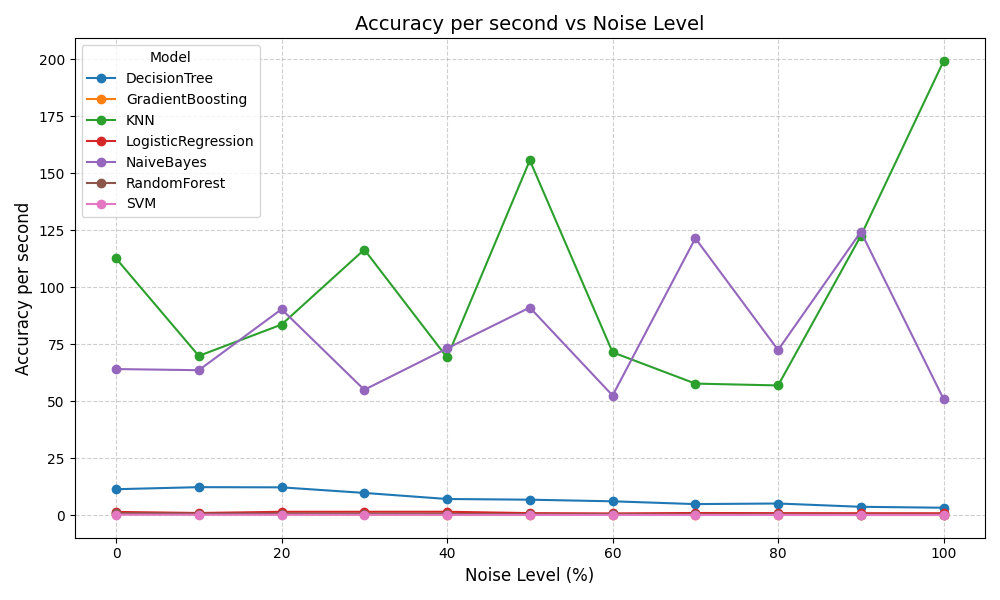 Accuracy per second vs Noise Level
Model
DecisionTree
GradientBoosting
KNN
LogisticRegression
NaiveBayes
RandomForest
SVM
Accuracy per second
200
175
150
125
100
75
50
25
0
0 20 40 60 80 100
Noise Level (%)